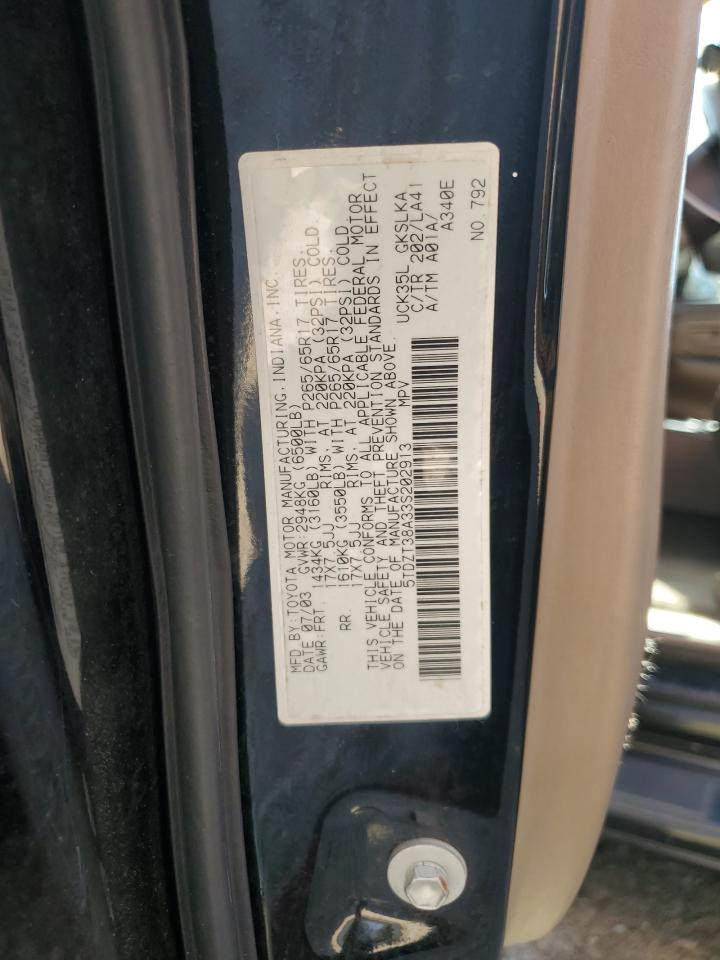 MFD.BY:TOYOTA MOTOR MANUFACTURING.INDIANA.INC.
DATE 07/03 GVWR:2948KG (6500LB)
GAWR:FRT. 1434KG (3160LB) WITH P265/65R17 TIRES.
17X7.5JJ RIMS. AT 220KPA (32PSI) COLD.
RR. 1610KG (3550LB) WITH P265/65R17 TIRES.
17X7.5JJ RIMS. AT 220KPA (32PSI) COLD
THIS VEHICLE CONFORMS TO ALL APPLICABLE FEDERAL MOTOR
VEHICLE SAFETY AND THEFT PREVENTION STANDARDS IN EFFECT
ON THE DATE OF MANUFACTURE SHOWN ABOVE.
5TDZT38A33S202913 MPV
UCK35L GKSLKA
C/TR 202/LA41
A/TM A01A/
A340E
NO.792